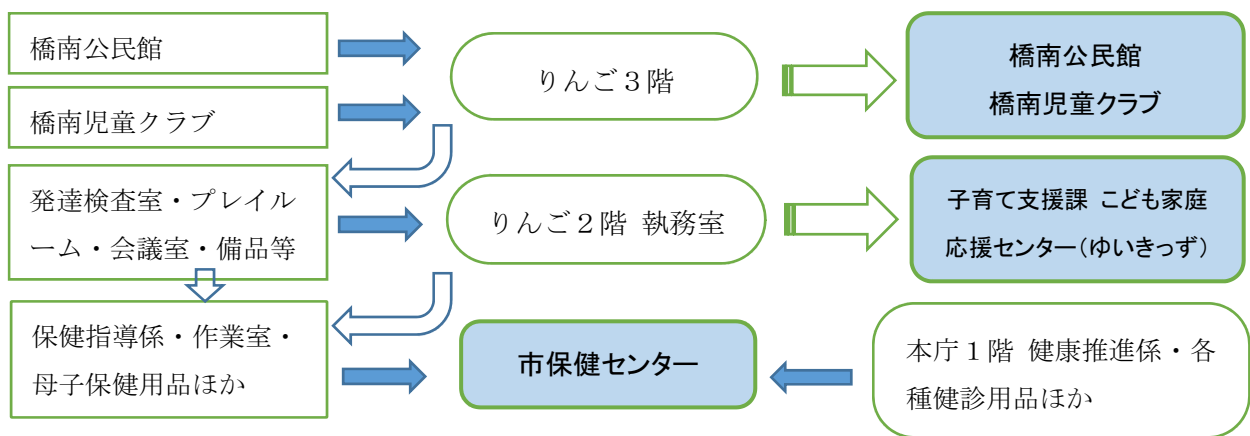 橋南公民館
りんご３階
橋南公民館
橋南児童クラブ
橋南児童クラブ
発達検査室・プレイル
ーム・会議室・備品等
りんご２階 執務室
子育て支援課 こども家庭
応援センター(ゆいきっず)
保健指導係・作業室・
母子保健用品ほか
市保健センター
本庁１階 健康推進係・各
種健診用品ほか